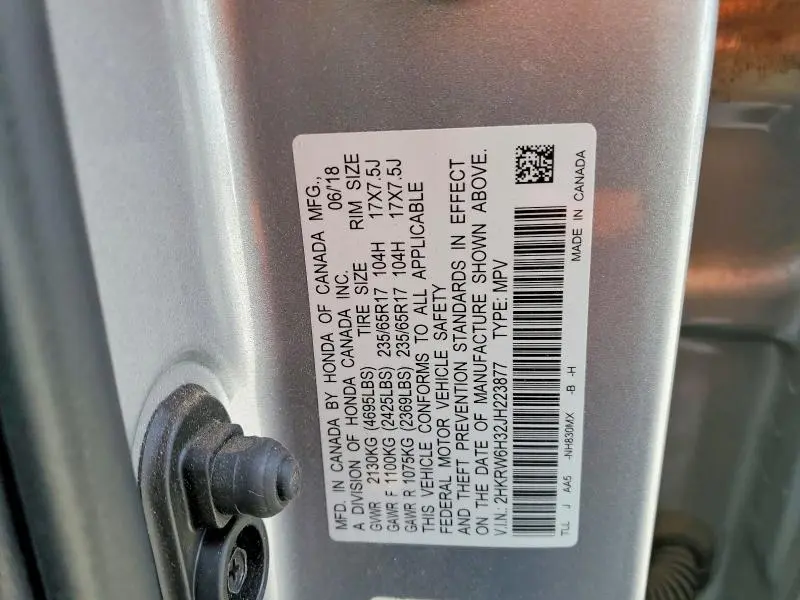 MFD. IN CANADA BY HONDA OF CANADA MFG.,
A DIVISION OF HONDA CANADA INC. 06/'18
GVWR 2130KG (4695LBS) TIRE SIZE RIM SIZE
GAWR F 1100KG (2425LBS) 235/65R17 104H 17X7.5J
GAWR R 1075KG (2369LBS) 235/65R17 104H 17X7.5J
THIS VEHICLE CONFORMS TO ALL APPLICABLE
FEDERAL MOTOR VEHICLE SAFETY
AND THEFT PREVENTION STANDARDS IN EFFECT
ON THE DATE OF MANUFACTURE SHOWN ABOVE.
V.I.N.: 2HKRW6H32JH223877 TYPE: MPV
TLL J AA5 -NH830MX -B -H MADE IN CANADA